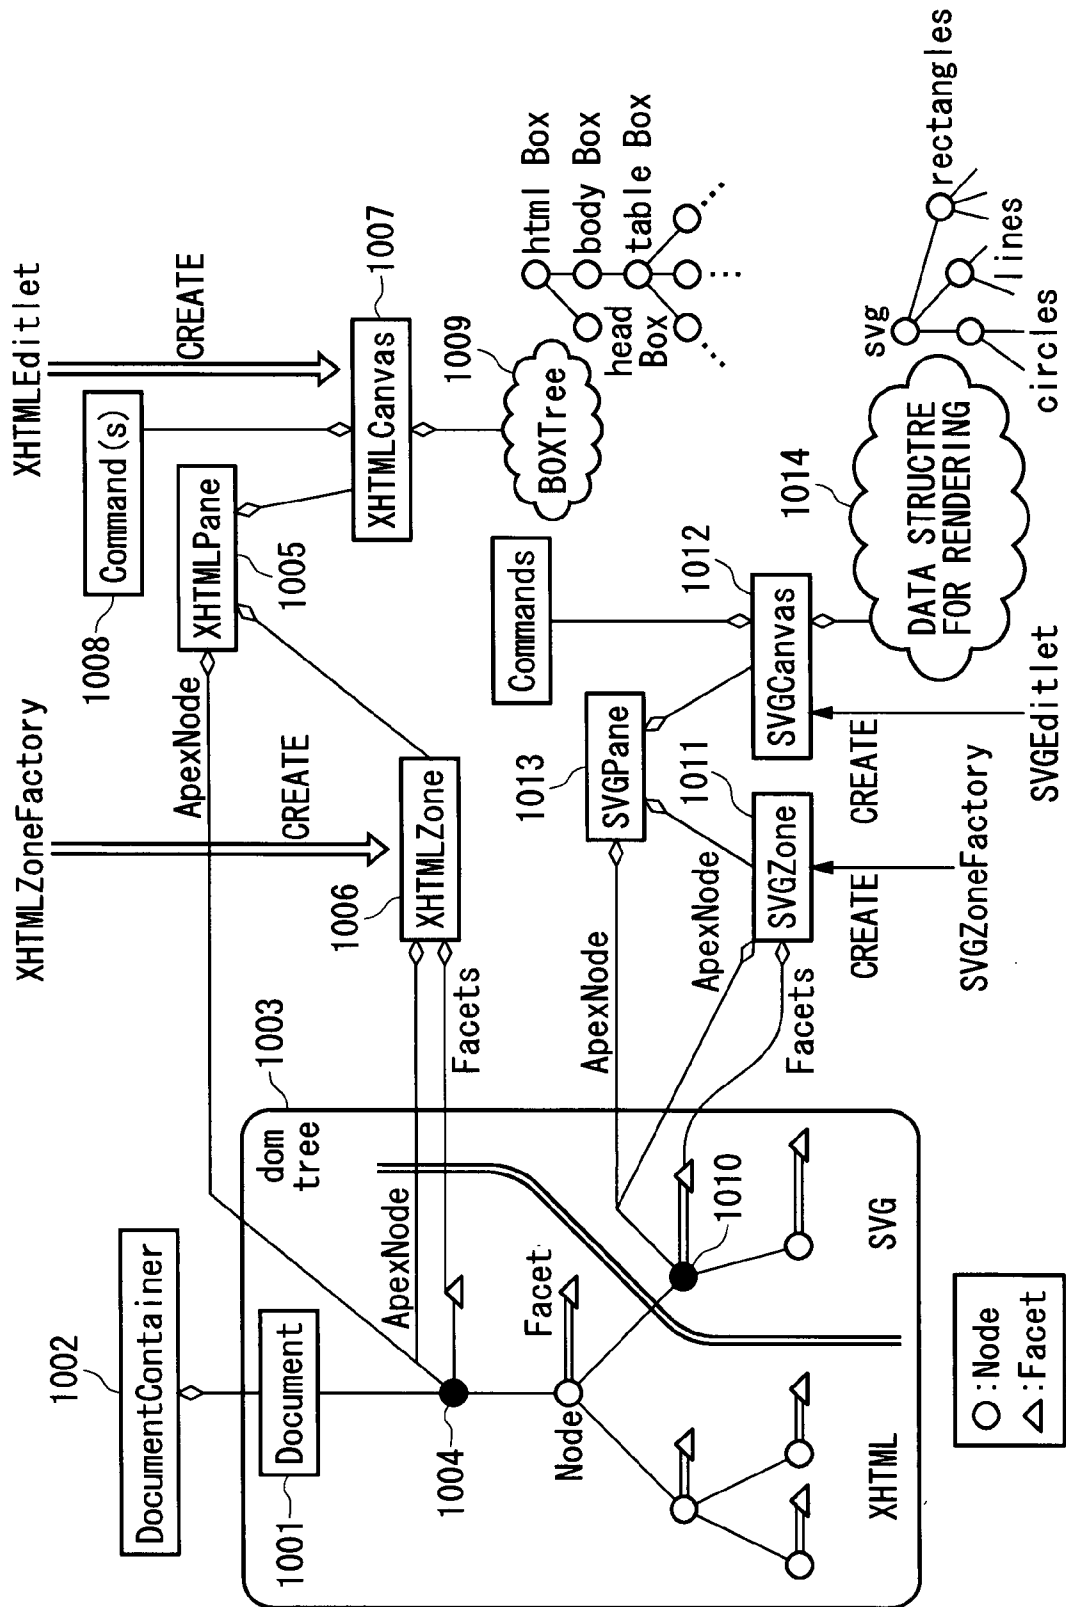 1002
DocumentContainer
1001
Document
dom
tree
1003
1004
ApexNode
Node
Facet
1010
XHTML
SVG
○:Node
△:Facet
XHTMLZoneFactory
CREATE
ApexNode
1006
XHTMLZone
Facets
XHTMLEditlet
CREATE
1008
Command(s)
XHTMLPane
1005
XHTMLCanvas
1007
BOXTree
1009
html Box
body Box
table Box
head
Box
1013
SVGPane
ApexNode
ApexNode
Facets
1011
SVGZone
CREATE
SVGZoneFactory
Commands
1012
SVGCanvas
CREATE
SVGEditlet
1014
DATA STRUCTRE
FOR RENDERING
svg
rectangles
lines
circles